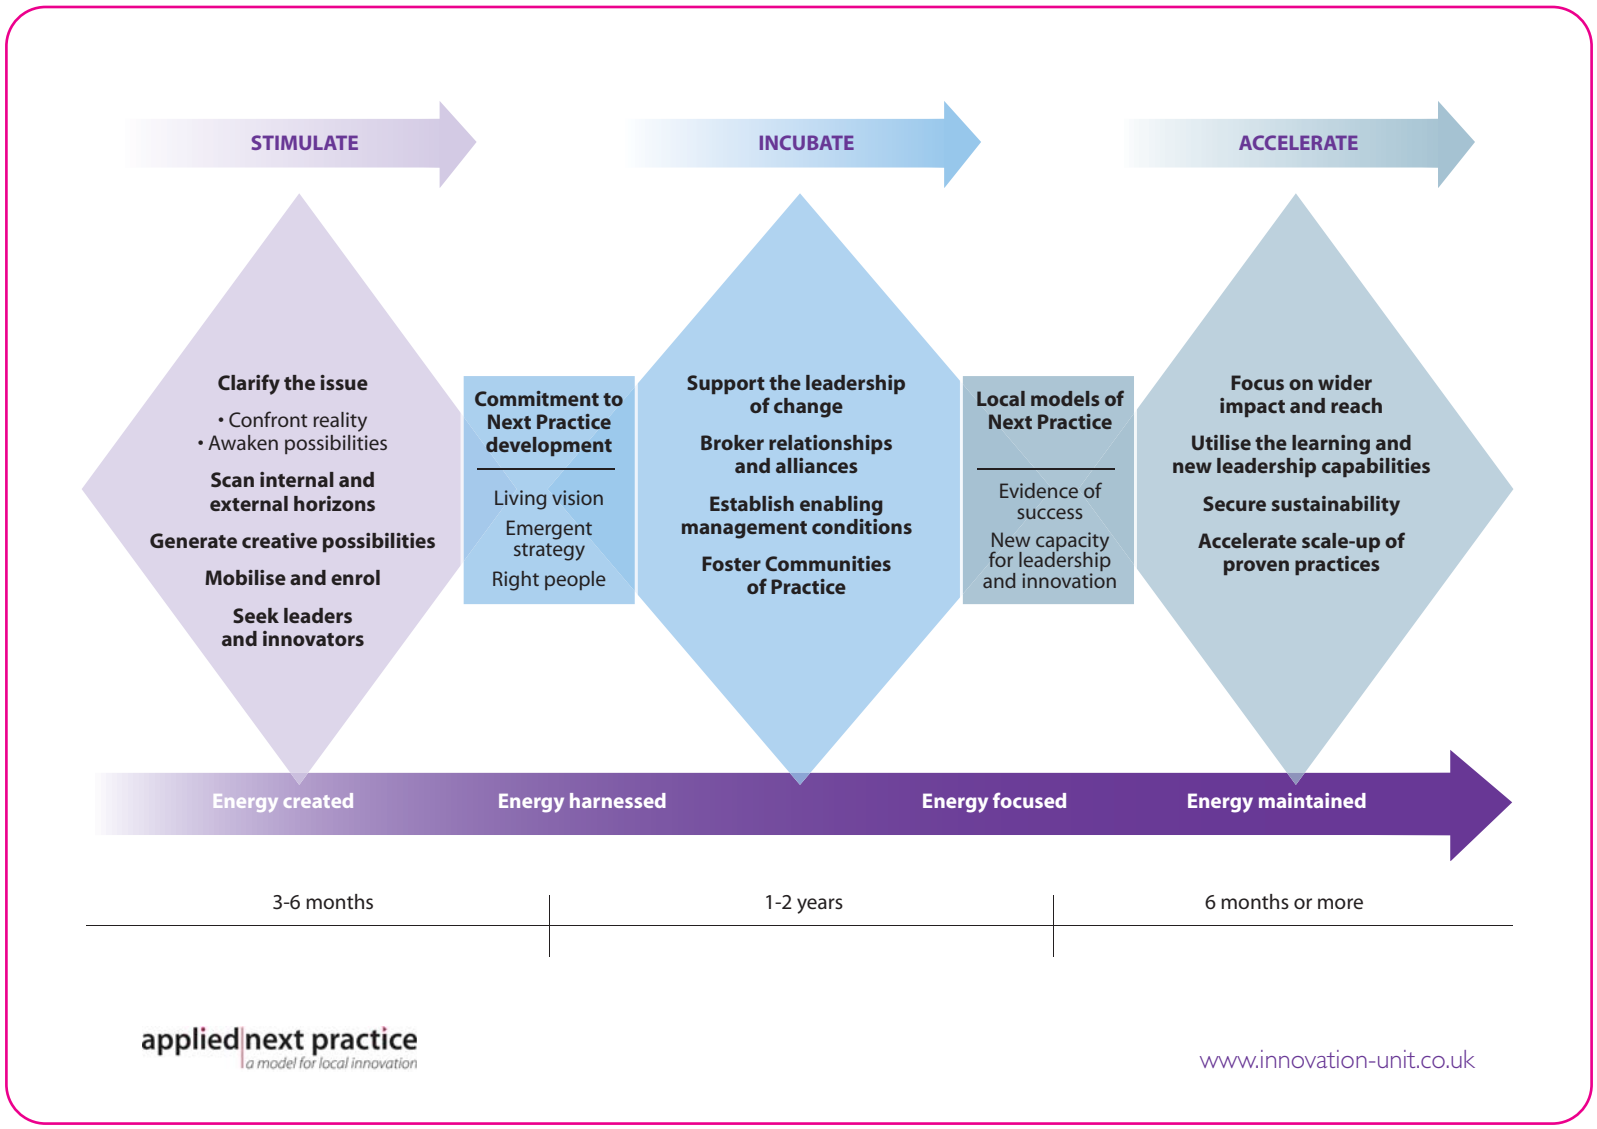 STIMULATE
INCUBATE
ACCELERATE
Clarify the issue
• Confront reality
• Awaken possibilities
Scan internal and
external horizons
Generate creative possibilities
Mobilise and enrol
Seek leaders
and innovators
Commitment to
Next Practice
development
Living vision
Emergent
strategy
Right people
Support the leadership
of change
Broker relationships
and alliances
Establish enabling
management conditions
Foster Communities
of Practice
Local models of
Next Practice
Evidence of
success
New capacity
for leadership
and innovation
Focus on wider
impact and reach
Utilise the learning and
new leadership capabilities
Secure sustainability
Accelerate scale-up of
proven practices
Energy created
Energy harnessed
Energy focused
Energy maintained
3-6 months
1-2 years
6 months or more
applied next practice
a model for local innovation
www.innovation-unit.co.uk